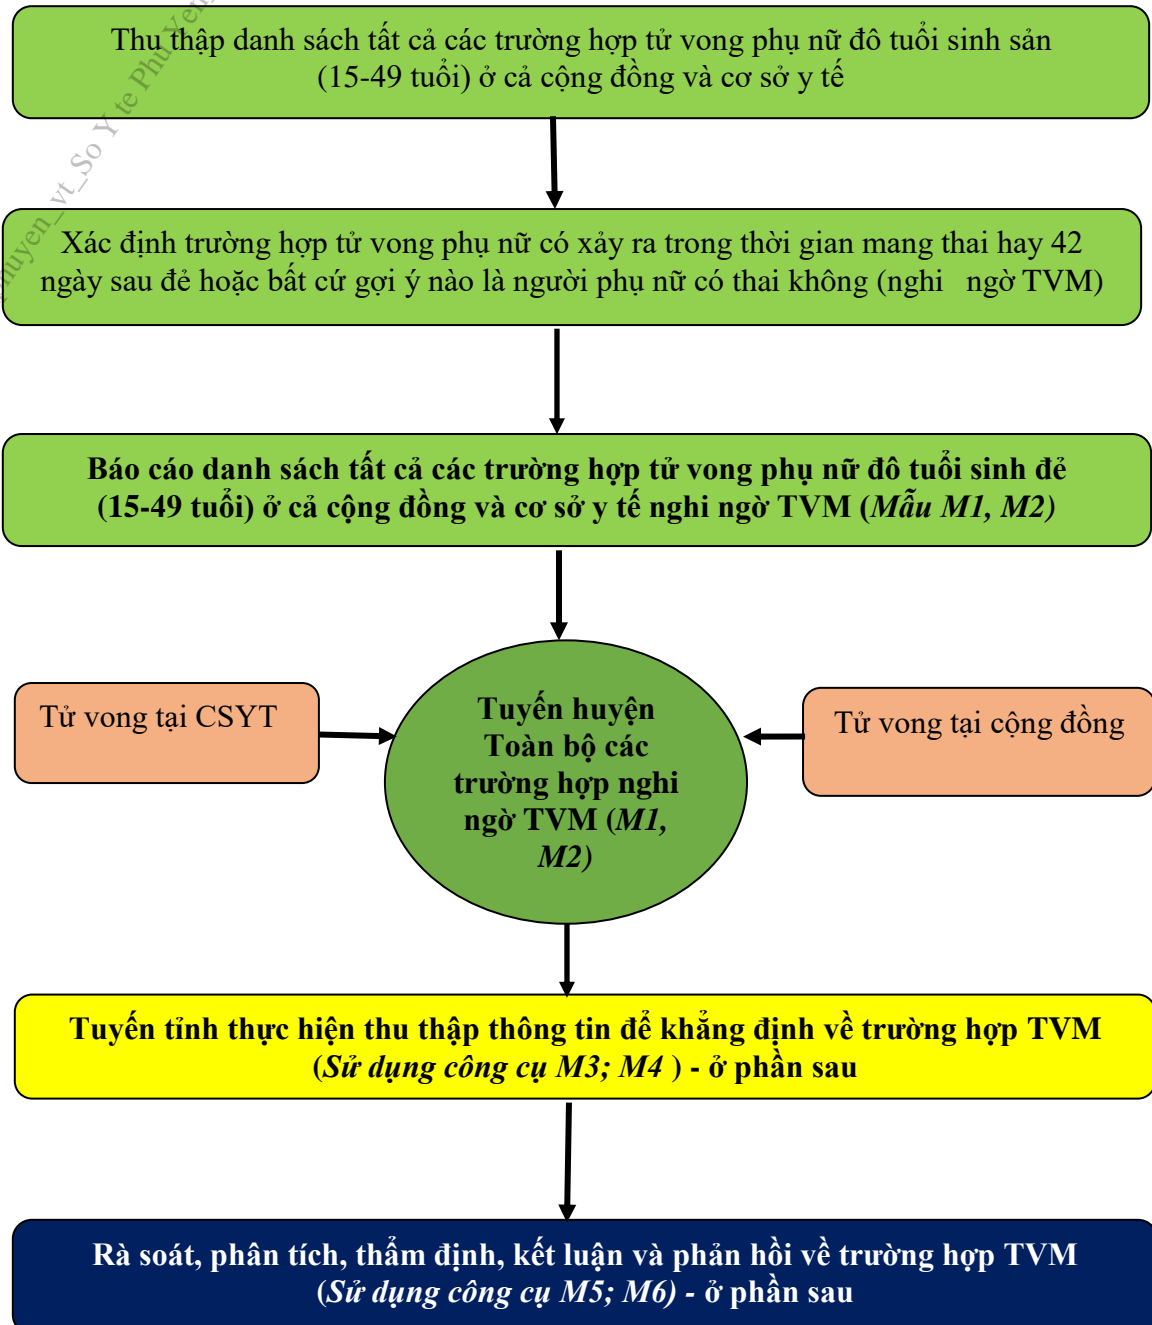 Thu thập danh sách tất cả các trường hợp tử vong phụ nữ đô tuổi sinh sản
(15-49 tuổi) ở cả cộng đồng và cơ sở y tế
huyen_vt_So Y te Phu Yen
Xác định trường hợp tử vong phụ nữ có xảy ra trong thời gian mang thai hay 42
ngày sau đẻ hoặc bất cứ gợi ý nào là người phụ nữ có thai không (nghi ngờ TVM)
Báo cáo danh sách tất cả các trường hợp tử vong phụ nữ đô tuổi sinh đẻ
(15-49 tuổi) ở cả cộng đồng và cơ sở y tế nghi ngờ TVM (Mẫu M1, M2)
Tử vong tại CSYT
Tuyến huyện
Toàn bộ các
trường hợp nghi
ngờ TVM (M1,
M2)
Tử vong tại cộng đồng
Tuyến tỉnh thực hiện thu thập thông tin để khẳng định về trường hợp TVM
(Sử dụng công cụ M3; M4 ) - ở phần sau
Rà soát, phân tích, thẩm định, kết luận và phản hồi về trường hợp TVM
(Sử dụng công cụ M5; M6) - ở phần sau